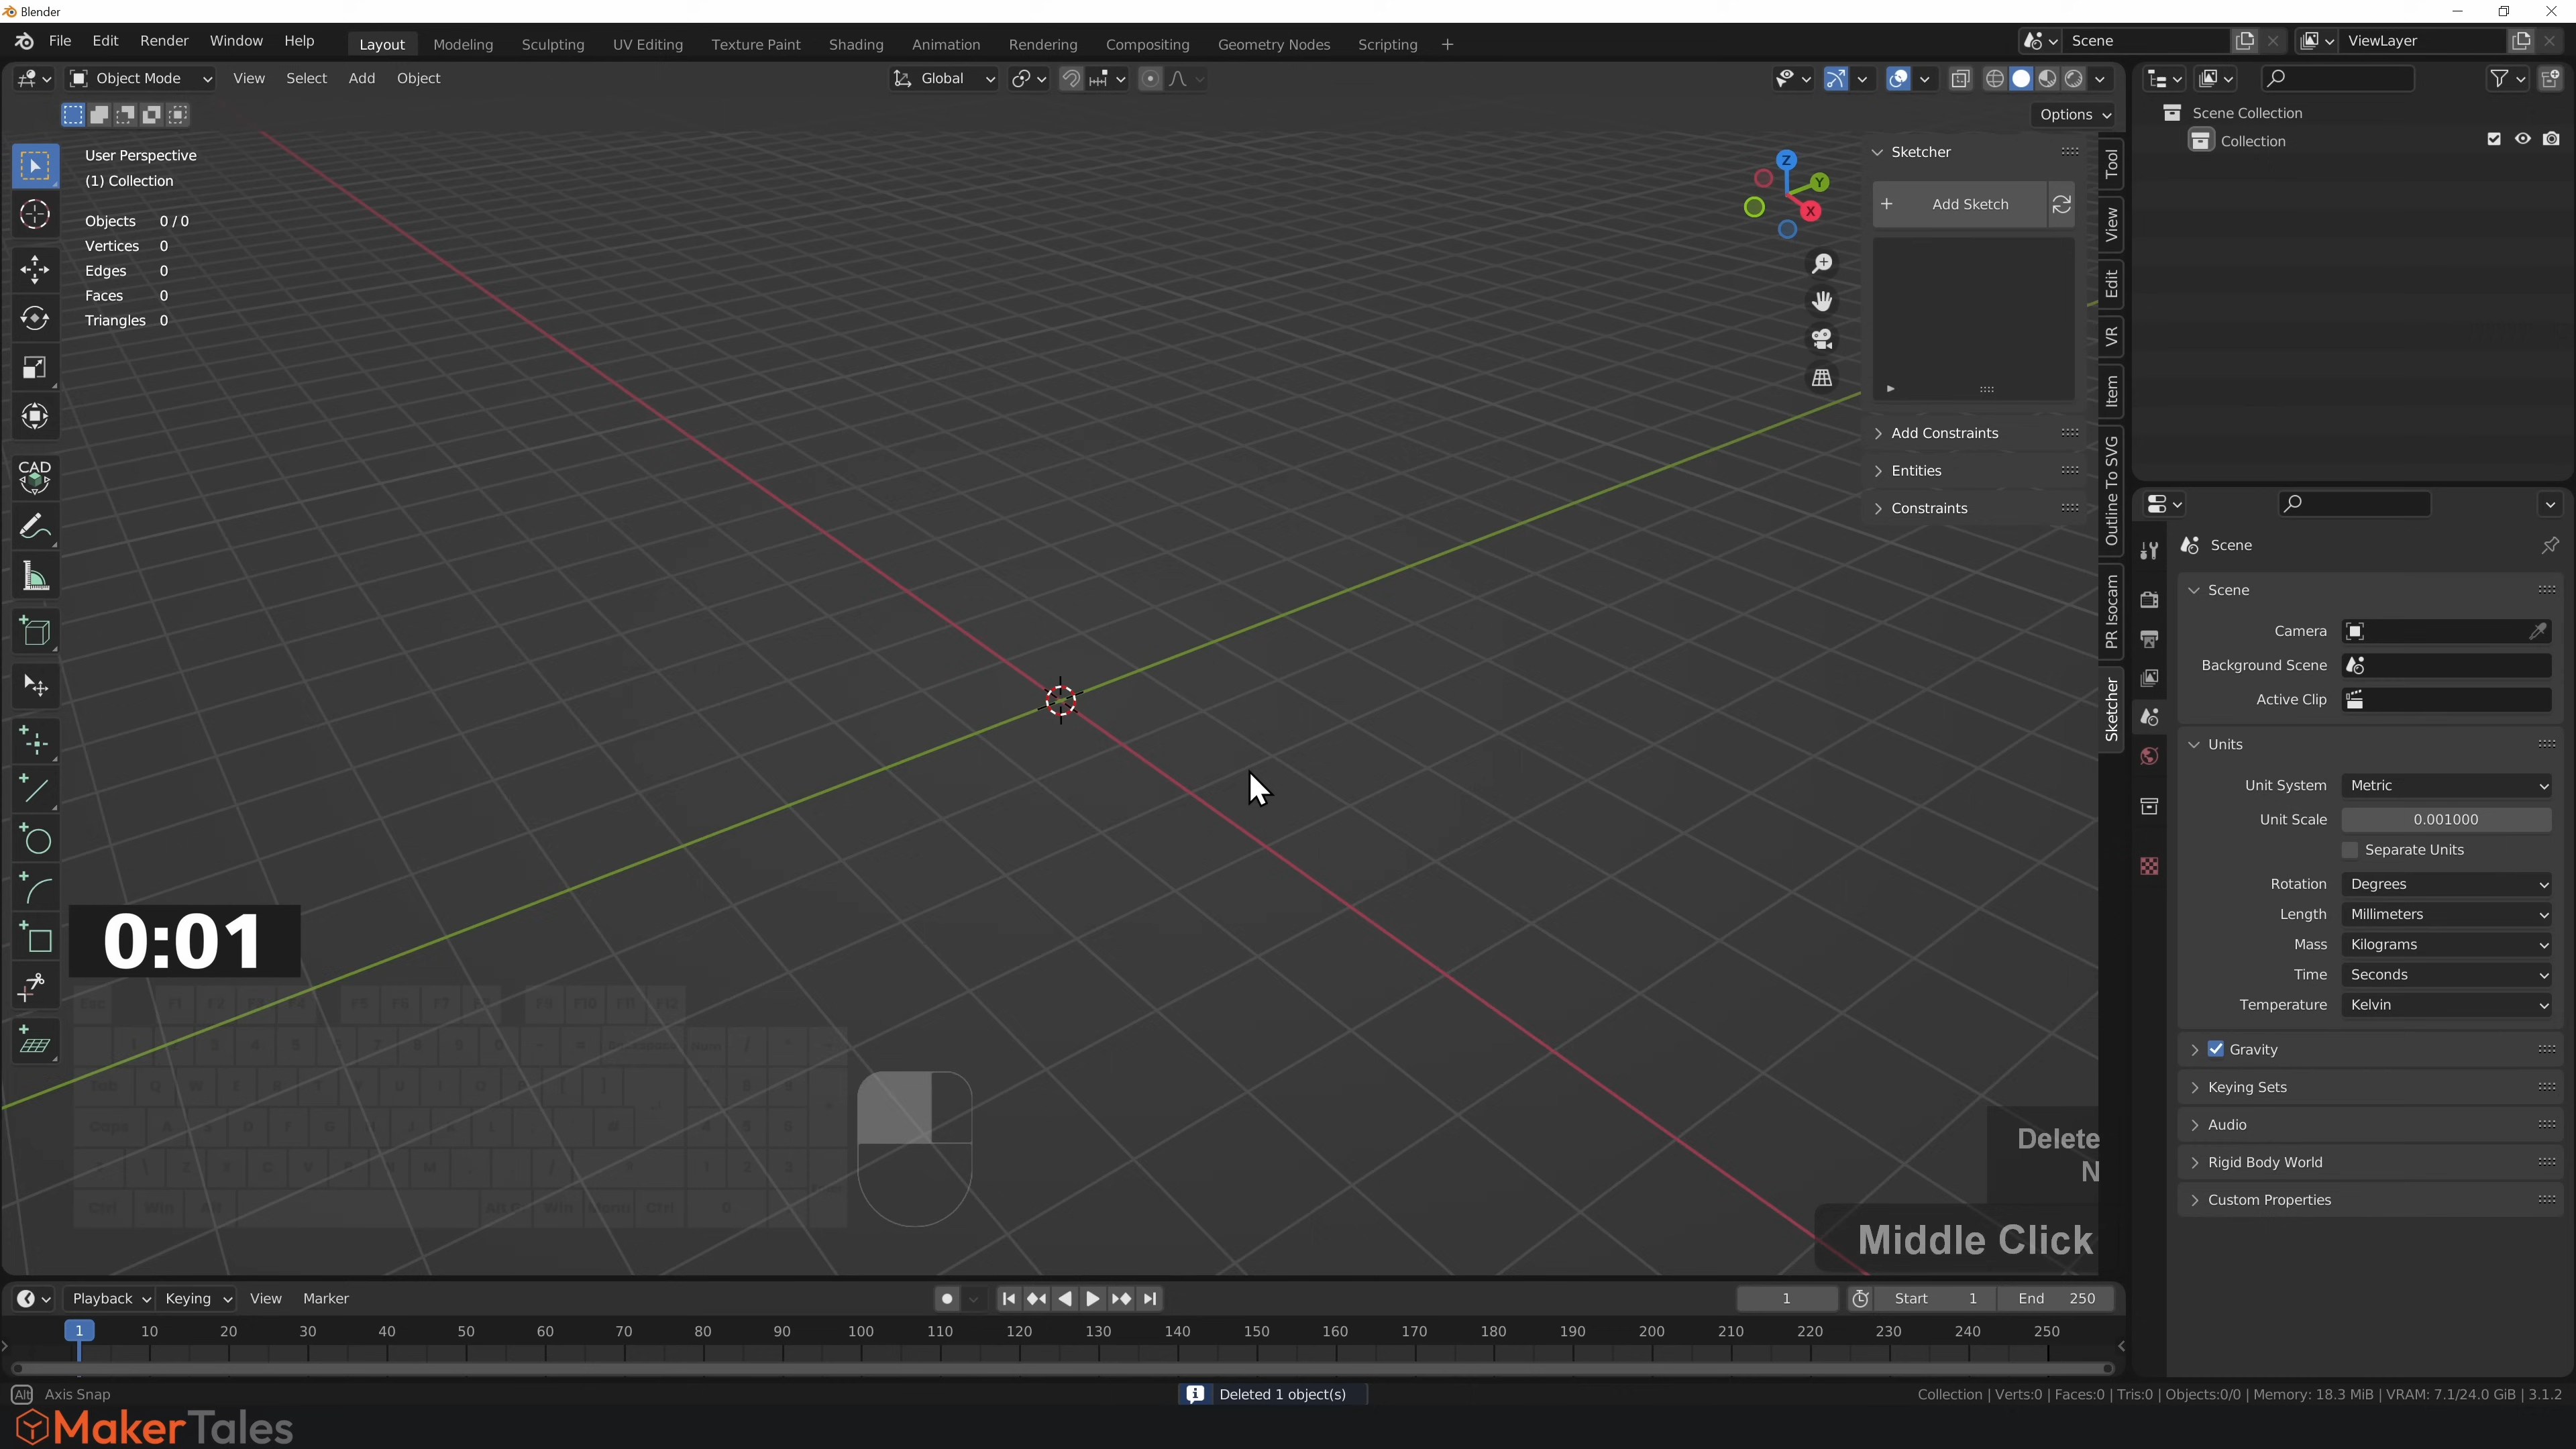 Blender
File Edit Render Window Help Layout Modeling Sculpting UV Editing Texture Paint Shading Animation Rendering Compositing Geometry Nodes Scripting + Scene ViewLayer
Object Mode View Select Add Object Global
Options
User Perspective
(1) Collection
Objects 0 / 0
Vertices 0
Edges 0
Faces 0
Triangles 0
CAD
0:01
Z
Y
X
Sketcher
Add Sketch
Add Constraints
Entities
Constraints
Tool
View
Edit
VR
Item
Outline To SVG
PR Isocam
Sketcher
Scene Collection
Collection
Scene
Scene
Camera
Background Scene
Active Clip
Units
Unit System Metric
Unit Scale 0.001000
Separate Units
Rotation Degrees
Length Millimeters
Mass Kilograms
Time Seconds
Temperature Kelvin
Gravity
Keying Sets
Audio
Rigid Body World
Custom Properties
Delete
N
Middle Click
Playback Keying View Marker 1 Start 1 End 250
1 10 20 30 40 50 60 70 80 90 100 110 120 130 140 150 160 170 180 190 200 210 220 230 240 250
Alt Axis Snap Deleted 1 object(s) Collection | Verts:0 | Faces:0 | Tris:0 | Objects:0/0 | Memory: 18.3 MiB | VRAM: 7.1/24.0 GiB | 3.1.2
MakerTales